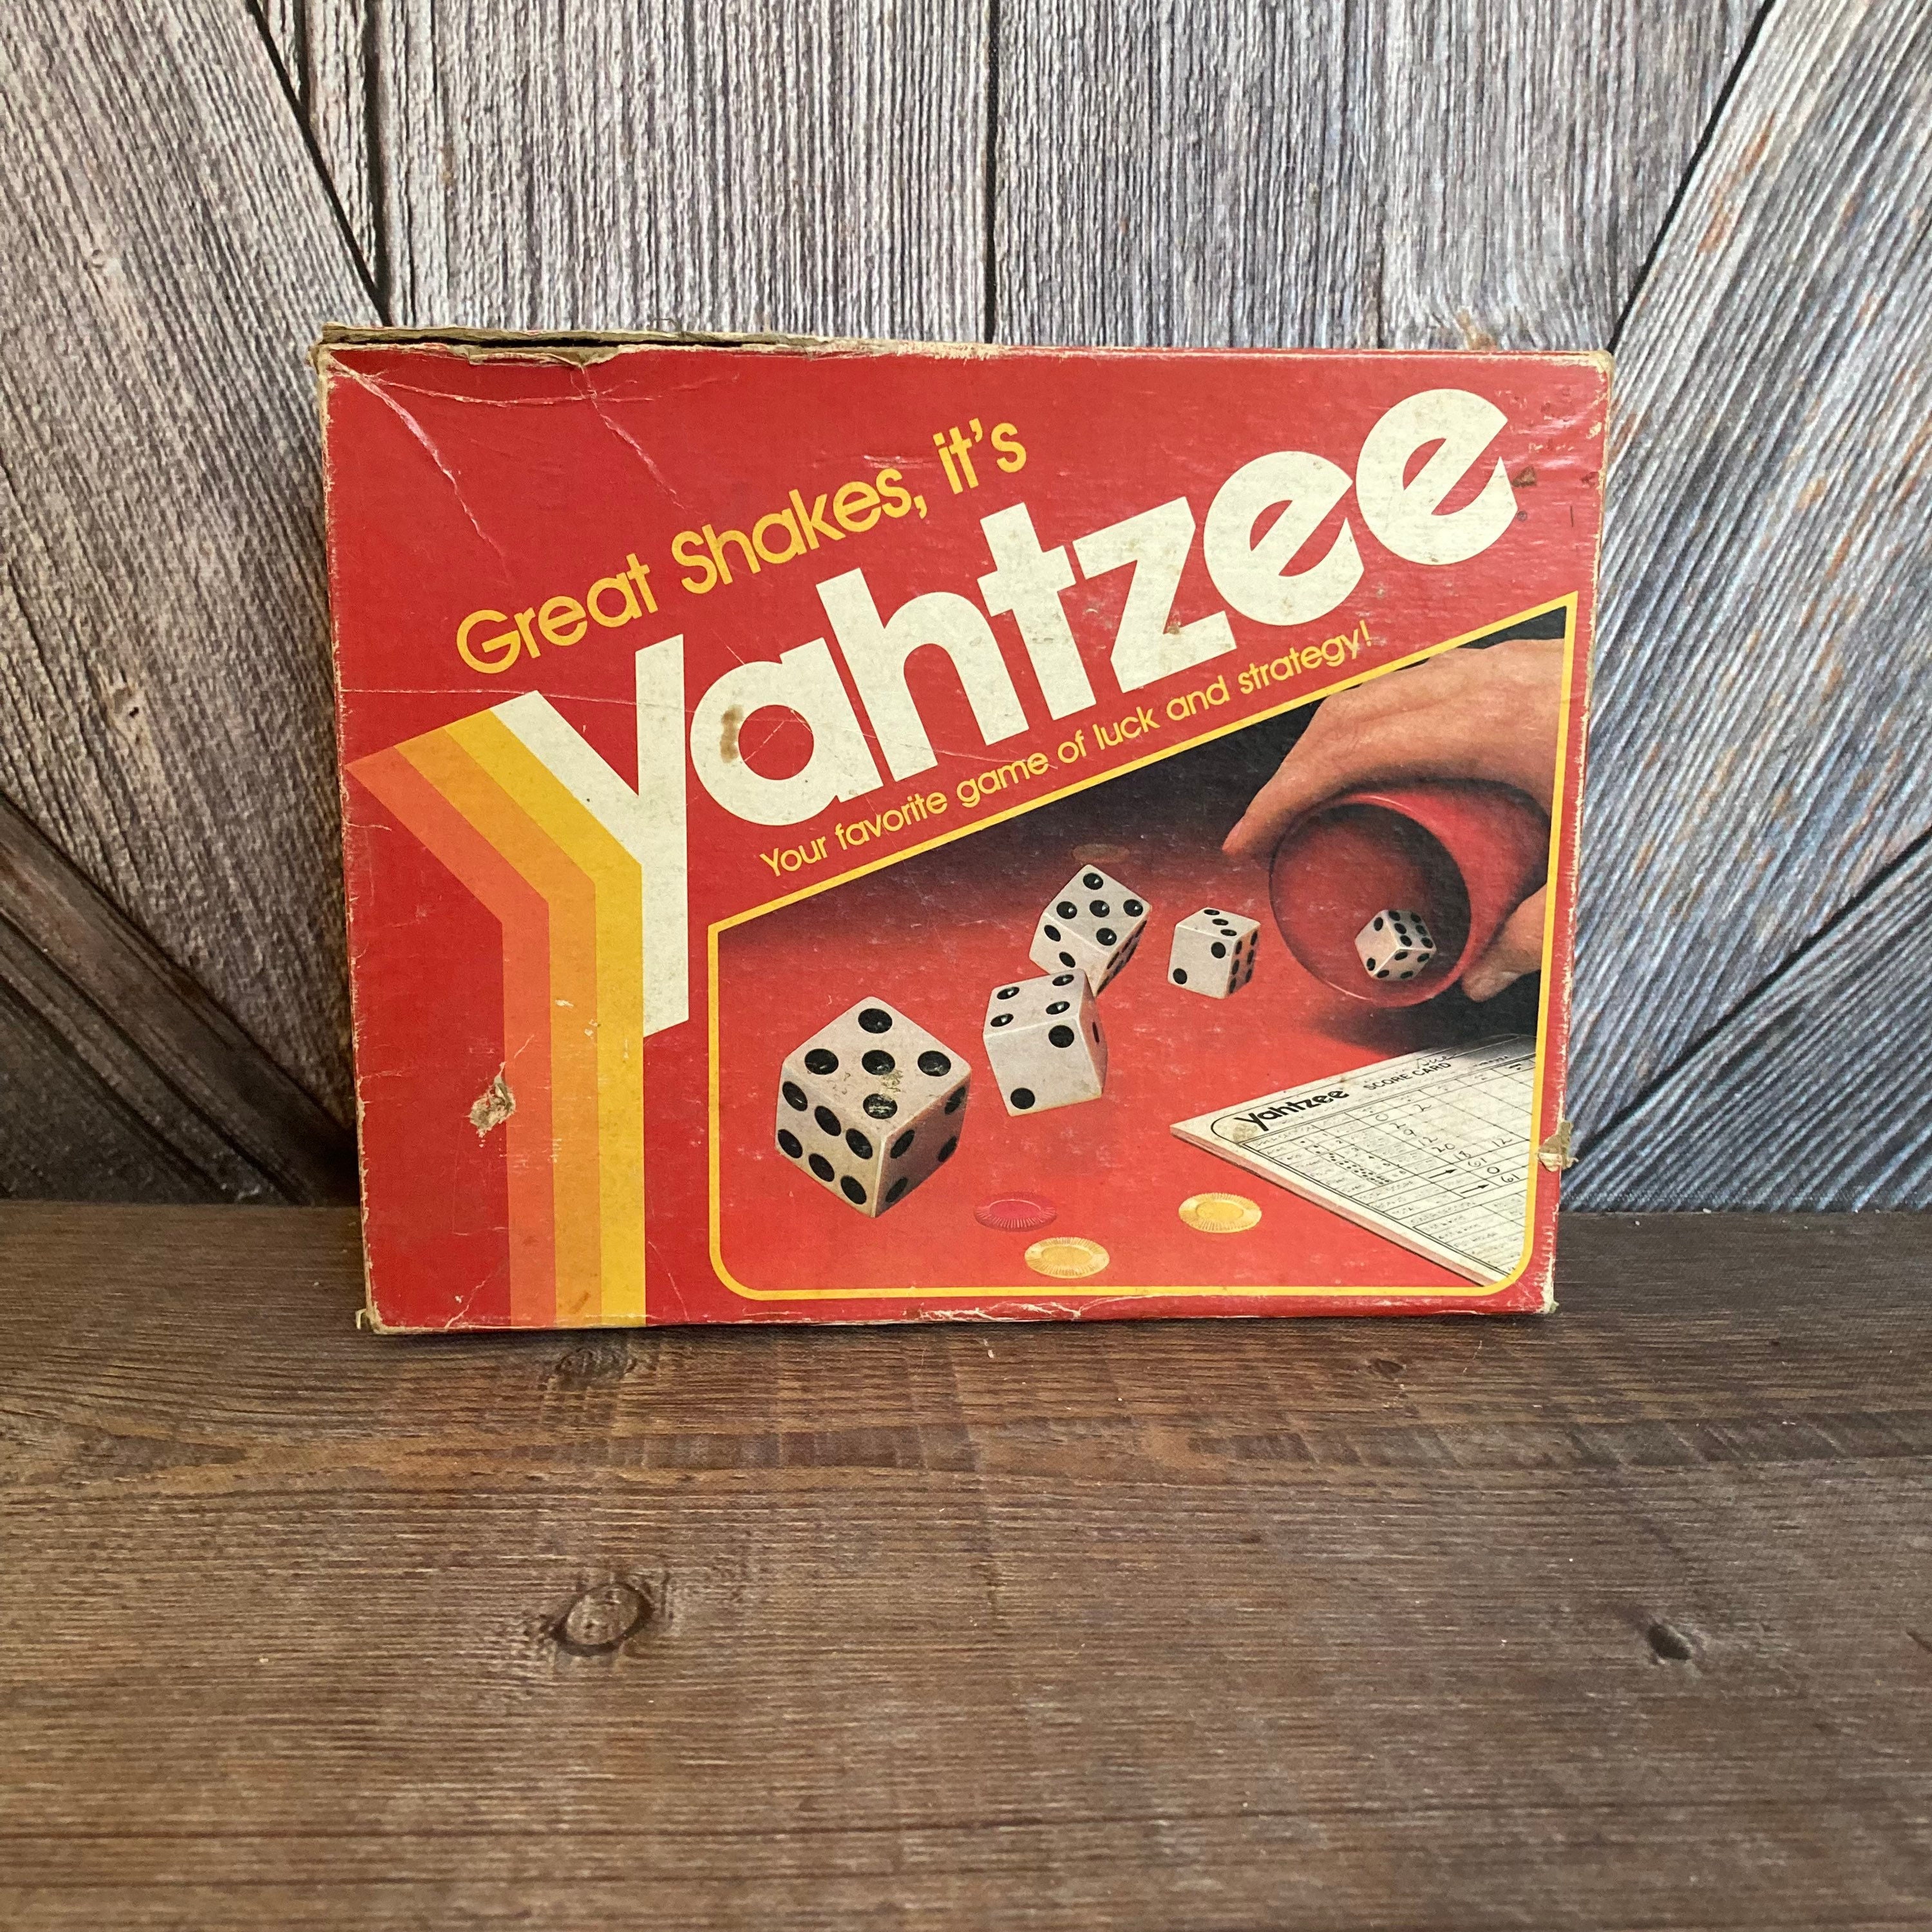 Great Shakes, it's
Yahtzee
Your favorite game of luck and strategy!
Yahtzee SCORE CARD